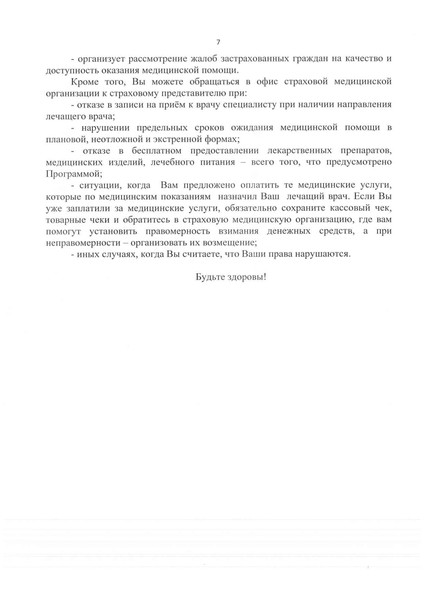 7
- организует рассмотрение жалоб застрахованных граждан на качество и
доступность оказания медицинской помощи.
Кроме того, Вы можете обращаться в офис страховой медицинской
организации к страховому представителю при:
- отказе в записи на приём к врачу специалисту при наличии направления
лечащего врача;
- нарушении предельных сроков ожидания медицинской помощи в
плановой, неотложной и экстренной формах;
- отказе в бесплатном предоставлении лекарственных препаратов,
медицинских изделий, лечебного питания – всего того, что предусмотрено
Программой;
- ситуации, когда Вам предложено оплатить те медицинские услуги,
которые по медицинским показаниям назначил Ваш лечащий врач. Если Вы
уже заплатили за медицинские услуги, обязательно сохраните кассовый чек,
товарные чеки и обратитесь в страховую медицинскую организацию, где вам
помогут установить правомерность взимания денежных средств, а при
неправомерности – организовать их возмещение;
- иных случаях, когда Вы считаете, что Ваши права нарушаются.
Будьте здоровы!